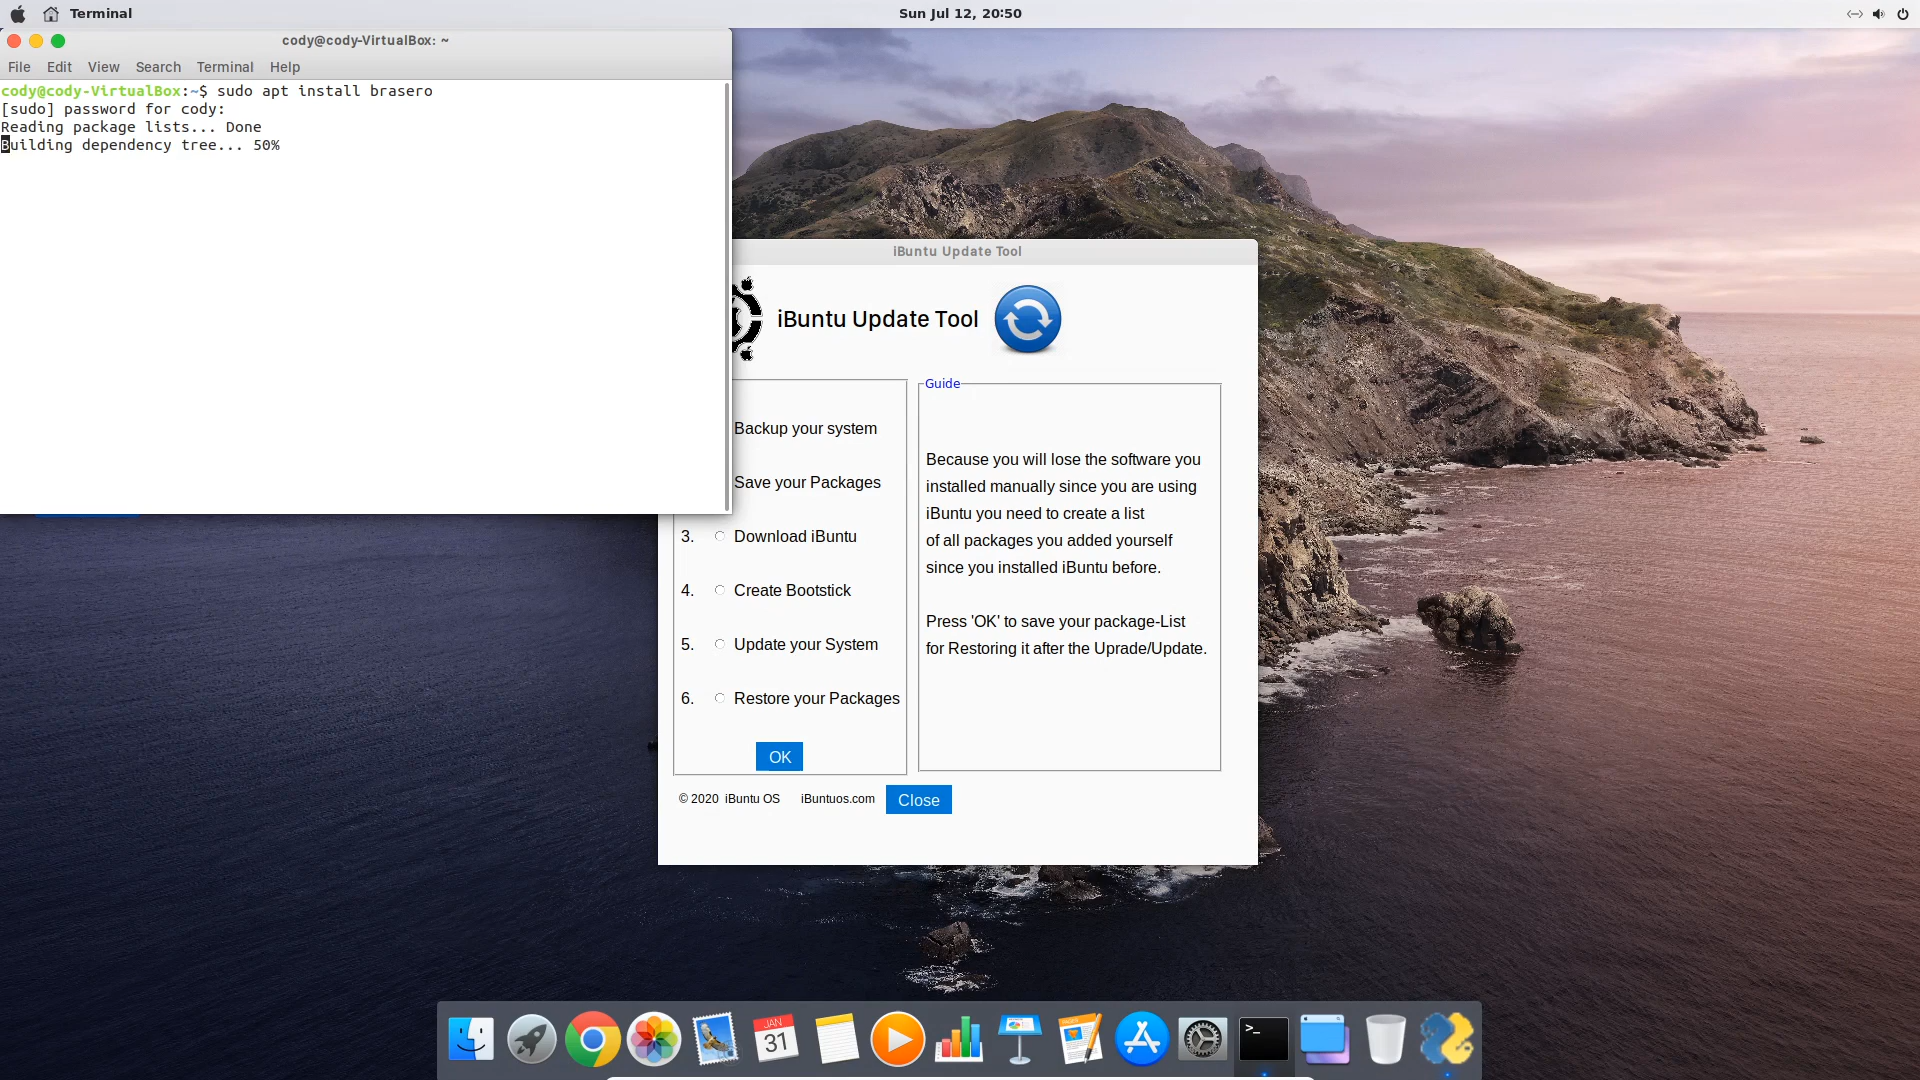 Terminal
Sun Jul 12, 20:50
cody@cody-VirtualBox: ~
File Edit View Search Terminal Help
cody@cody-VirtualBox:~$ sudo apt install brasero
[sudo] password for cody:
Reading package lists... Done
Building dependency tree... 50%
iBuntu Update Tool
iBuntu Update Tool
Backup your system
Save your Packages
3. Download iBuntu
4. Create Bootstick
5. Update your System
6. Restore your Packages
OK
Guide
Because you will lose the software you
installed manually since you are using
iBuntu you need to create a list
of all packages you added yourself
since you installed iBuntu before.
Press 'OK' to save your package-List
for Restoring it after the Uprade/Update.
© 2020 iBuntu OS iBuntuos.com Close
JAN
31
PAGES
>_